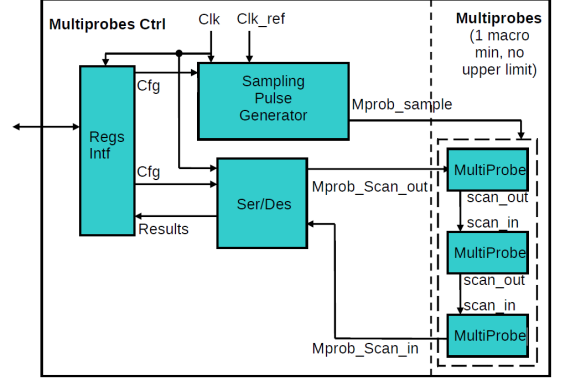 Multiprobes Ctrl
Clk
Clk_ref
Multiprobes
(1 macro
min, no
upper limit)
Cfg
Sampling
Pulse
Generator
Mprob_sample
Regs
Intf
Cfg
Ser/Des
Results
Mprob_Scan_out
MultiProbe
scan_out
scan_in
MultiProbe
scan_out
scan_in
MultiProbe
Mprob_Scan_in